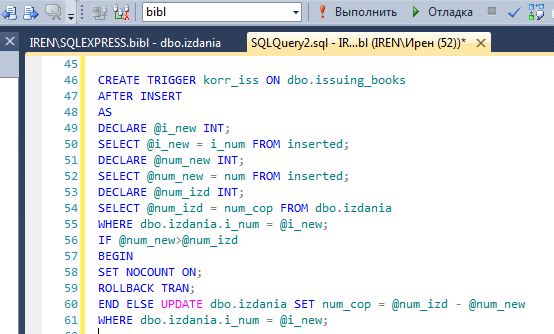 bibl
Выполнить
Отладка
IREN\SQLEXPRESS.bibl - dbo.izdania
SQLQuery2.sql - IR...bl (IREN\Ирен (52))*
45
46 CREATE TRIGGER korr_iss ON dbo.issuing_books
47 AFTER INSERT
48 AS
49 DECLARE @i_new INT;
50 SELECT @i_new = i_num FROM inserted;
51 DECLARE @num_new INT;
52 SELECT @num_new = num FROM inserted;
53 DECLARE @num_izd INT;
54 SELECT @num_izd = num_cop FROM dbo.izdania
55 WHERE dbo.izdania.i_num = @i_new;
56 IF @num_new>@num_izd
57 BEGIN
58 SET NOCOUNT ON;
59 ROLLBACK TRAN;
60 END ELSE UPDATE dbo.izdania SET num_cop = @num_izd - @num_new
61 WHERE dbo.izdania.i_num = @i_new;